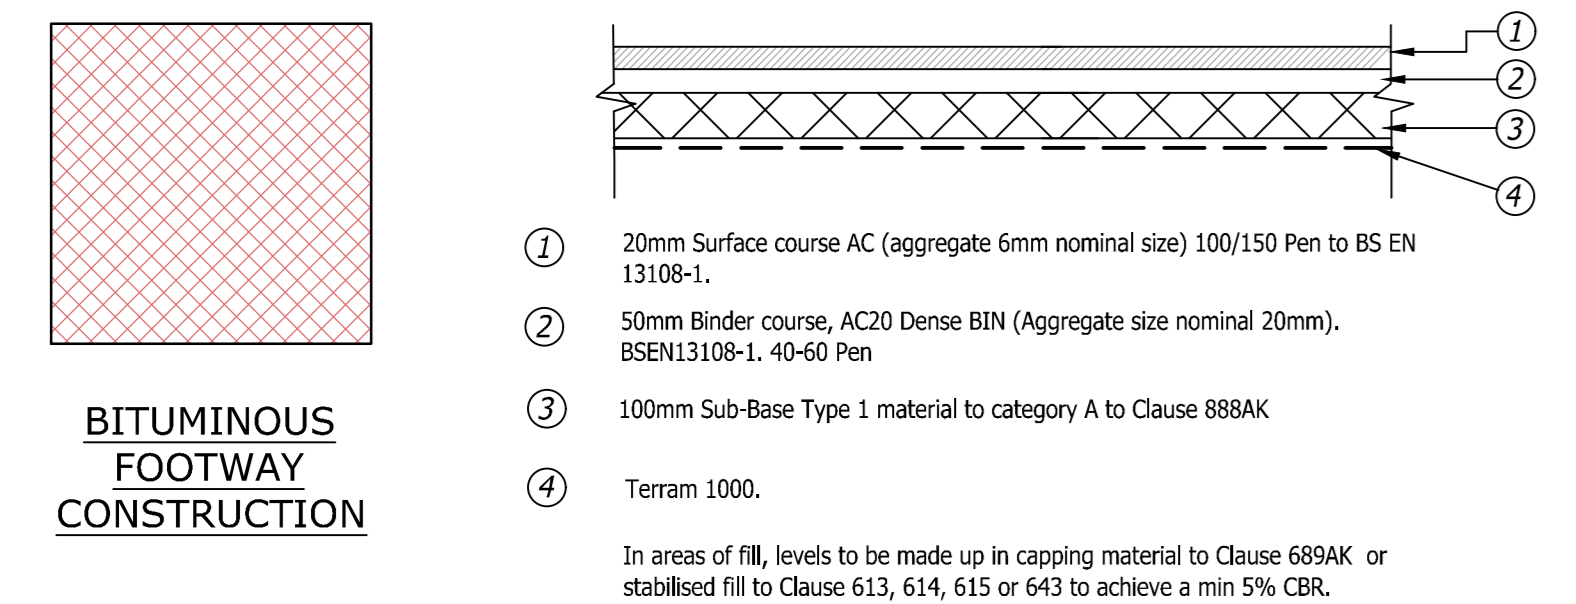 1
2
3
4
1 20mm Surface course AC (aggregate 6mm nominal size) 100/150 Pen to BS EN
13108-1.
2 50mm Binder course, AC20 Dense BIN (Aggregate size nominal 20mm).
BSEN13108-1. 40-60 Pen
3 100mm Sub-Base Type 1 material to category A to Clause 888AK
4 Terram 1000.
In areas of fill, levels to be made up in capping material to Clause 689AK or
stabilised fill to Clause 613, 614, 615 or 643 to achieve a min 5% CBR.
BITUMINOUS
FOOTWAY
CONSTRUCTION